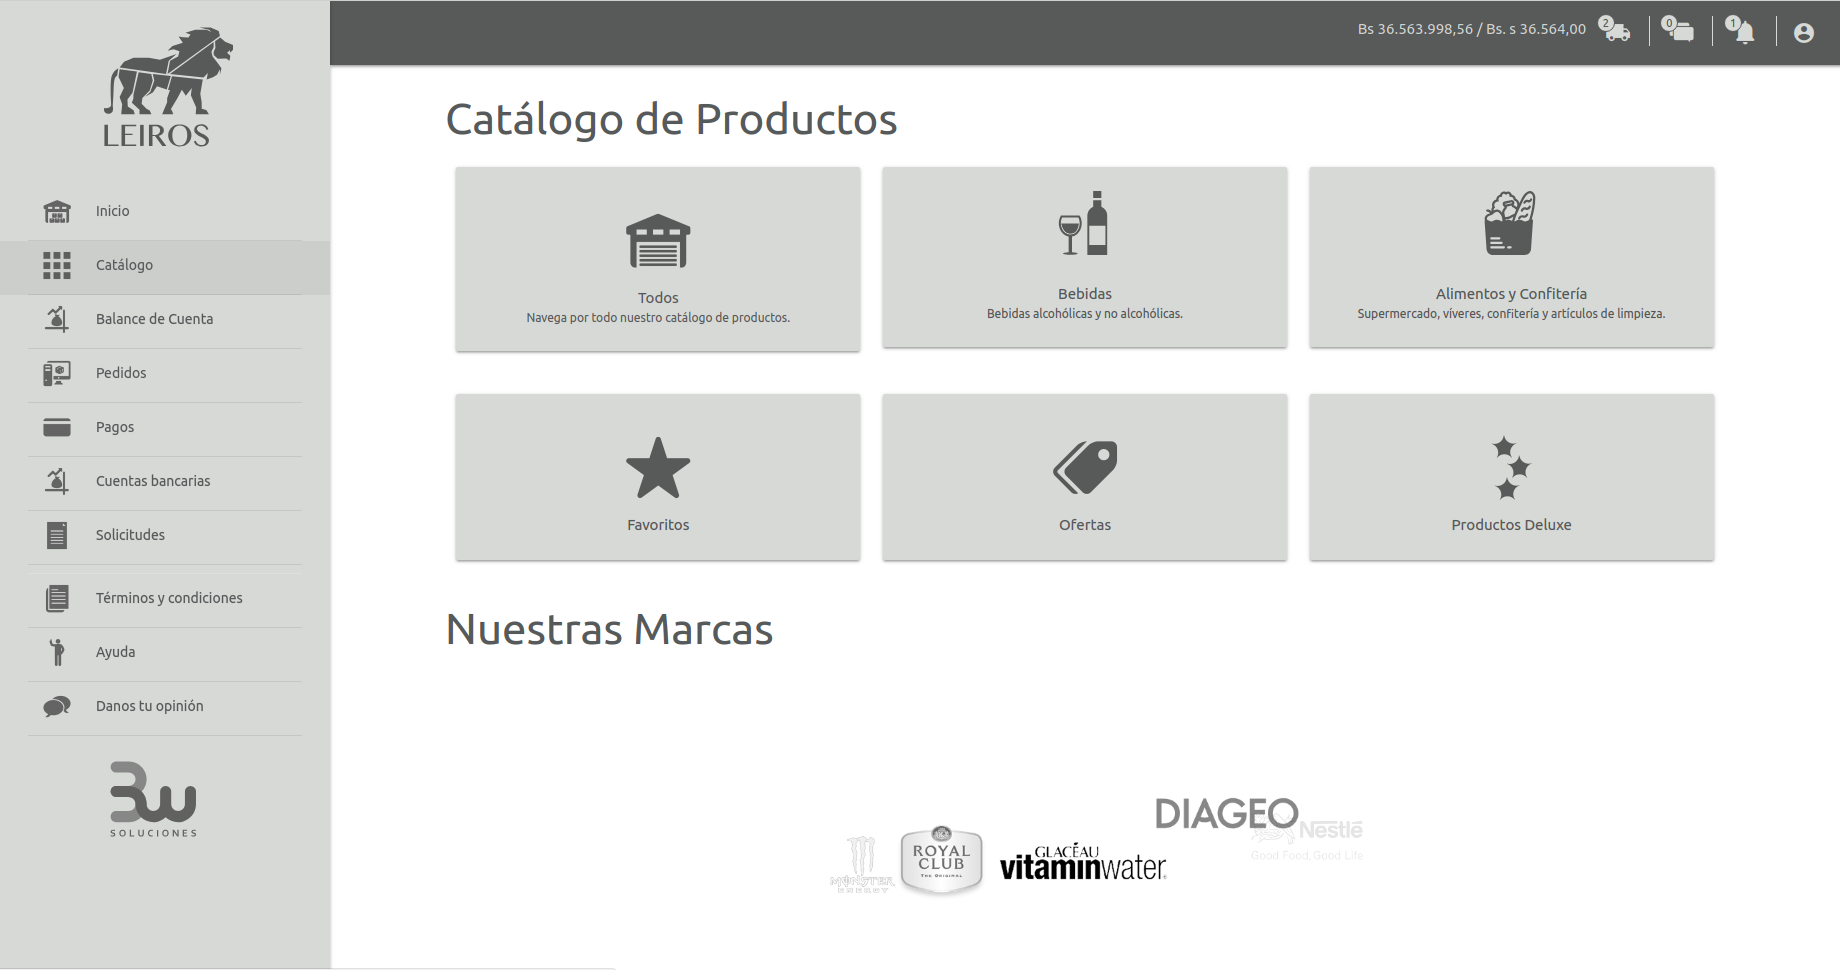 LEIROS
Bs 36.563.998,56 / Bs. s 36.564,00
2
0
1
Inicio
Catálogo
Balance de Cuenta
Pedidos
Pagos
Cuentas bancarias
Solicitudes
Términos y condiciones
Ayuda
Danos tu opinión
3W
SOLUCIONES
Catálogo de Productos
Todos
Navega por todo nuestro catálogo de productos.
Bebidas
Bebidas alcohólicas y no alcohólicas.
Alimentos y Confitería
Supermercado, víveres, confitería y artículos de limpieza.
Favoritos
Ofertas
Productos Deluxe
Nuestras Marcas
MONSTER
ENERGY
ROYAL
CLUB
THE ORIGINAL
GLACÉAU
vitaminwater
DIAGEO
Nestlé
Good Food, Good Life